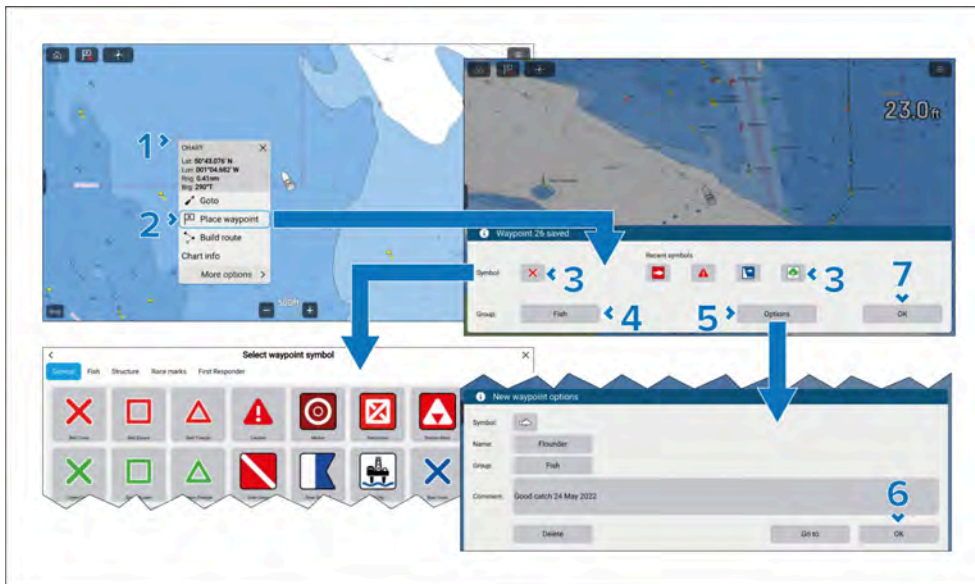 1
CHART
Lat: 50°43.076' N
Lon: 001°04.682' W
Rng: 0.41nm
Brg: 290°T
Goto
2
Place waypoint
Build route
Chart info
More options
500ft
23.0ft
Waypoint 26 saved
Recent symbols
Symbol:
3
3
7
Group:
Fish
4
5
Options
OK
Select waypoint symbol
General Fish Structure Race marks First Responder
New waypoint options
Symbol:
Name:
Flounder
Group:
Fish
Comment:
Good catch 24 May 2022
6
Delete
Go to
OK